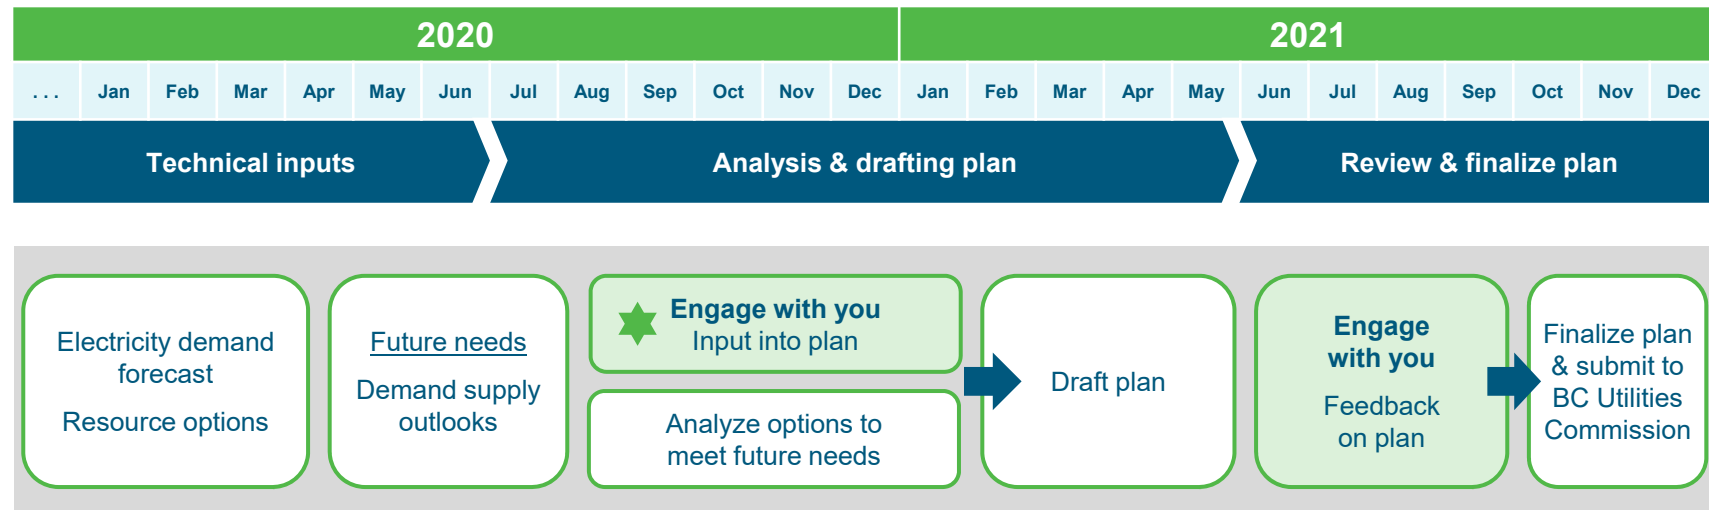 2020 2021
. . . Jan Feb Mar Apr May Jun Jul Aug Sep Oct Nov Dec Jan Feb Mar Apr May Jun Jul Aug Sep Oct Nov Dec
Technical inputs Analysis & drafting plan Review & finalize plan
Electricity demand
forecast
Resource options
Future needs
Demand supply
outlooks
Engage with you
Input into plan
Analyze options to
meet future needs
Draft plan
Engage
with you
Feedback
on plan
Finalize plan
& submit to
BC Utilities
Commission